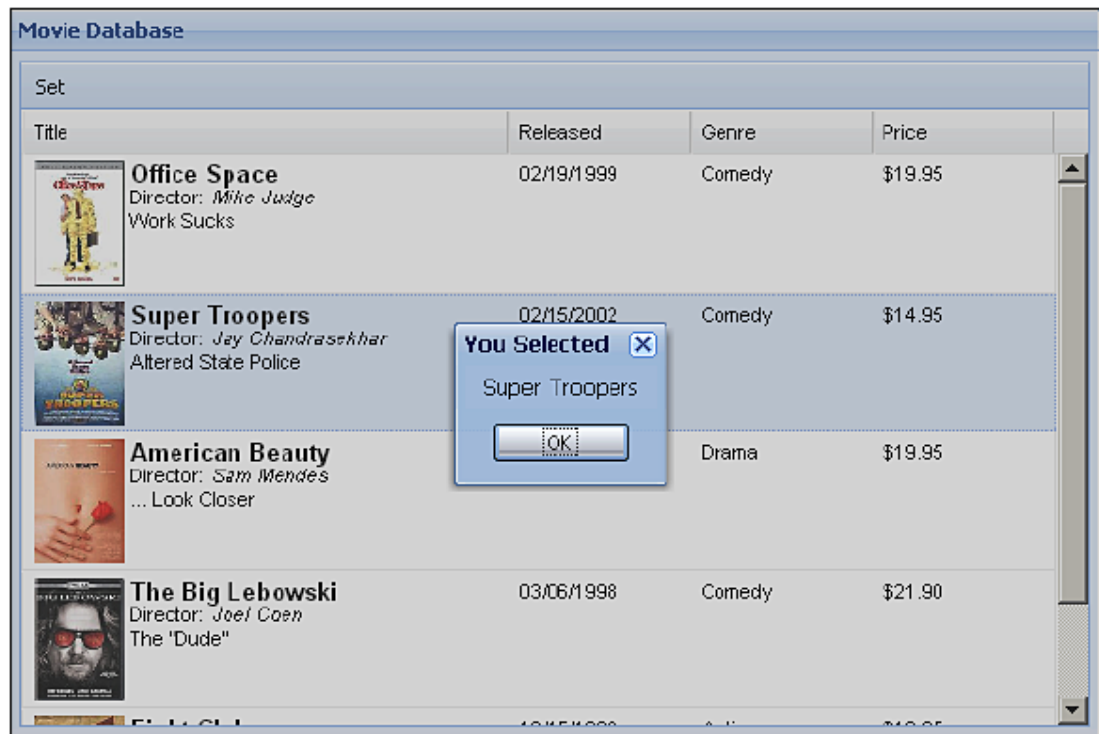 Movie Database
Set
Title Released Genre Price
Office Space 02/19/1999 Comedy $19.95
Director: Mike Judge
Work Sucks
Super Troopers 02/15/2002 Comedy $14.95
Director: Jay Chandrasekhar
Altered State Police
You Selected
Super Troopers
OK
American Beauty Drama $19.95
Director: Sam Mendes
... Look Closer
The Big Lebowski 03/06/1998 Comedy $21.90
Director: Joel Coen
The "Dude"